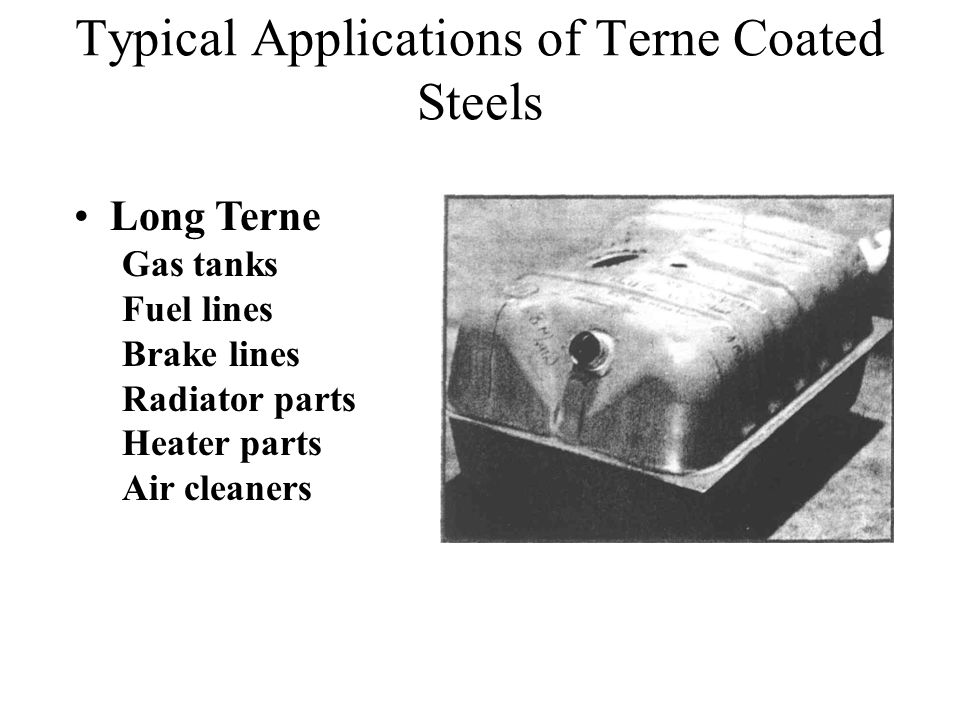 Typical Applications of Terne Coated
Steels
• Long Terne
Gas tanks
Fuel lines
Brake lines
Radiator parts
Heater parts
Air cleaners